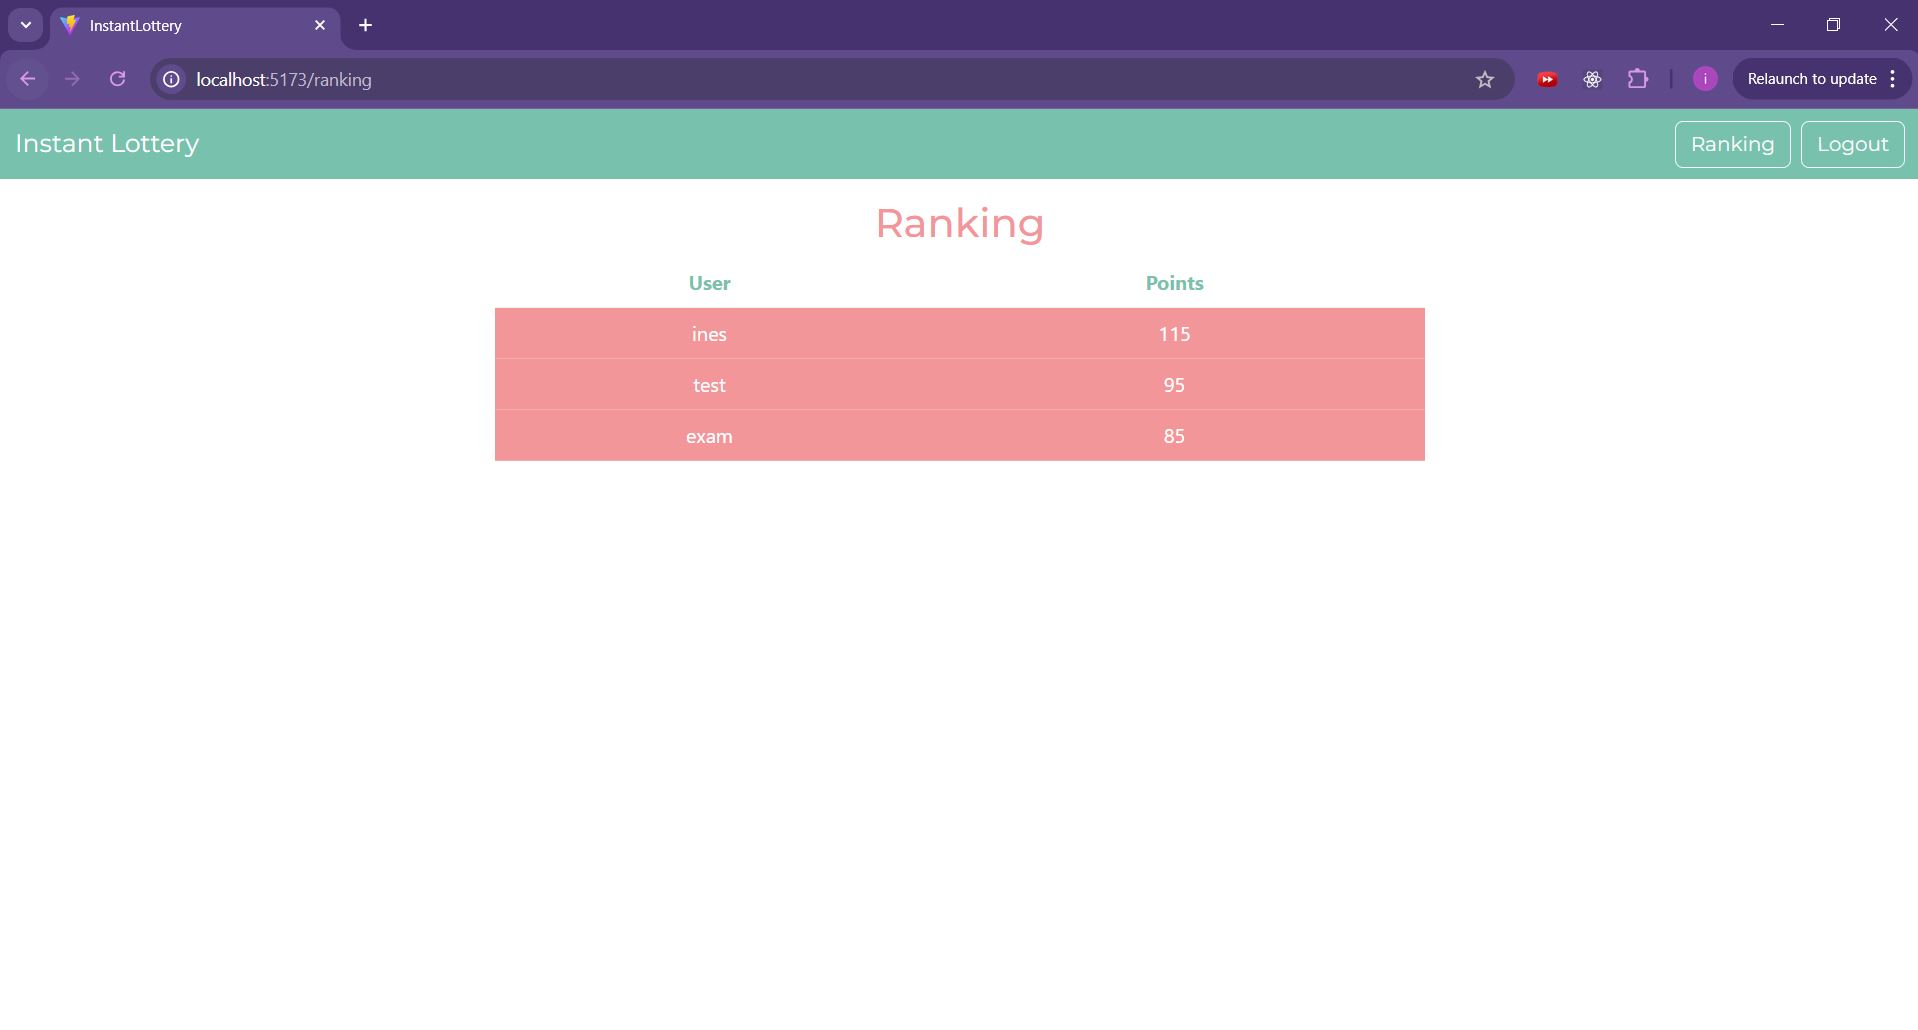 InstantLottery
localhost:5173/ranking
i
Relaunch to update
Instant Lottery
Ranking
Logout
Ranking
User Points
ines 115
test 95
exam 85